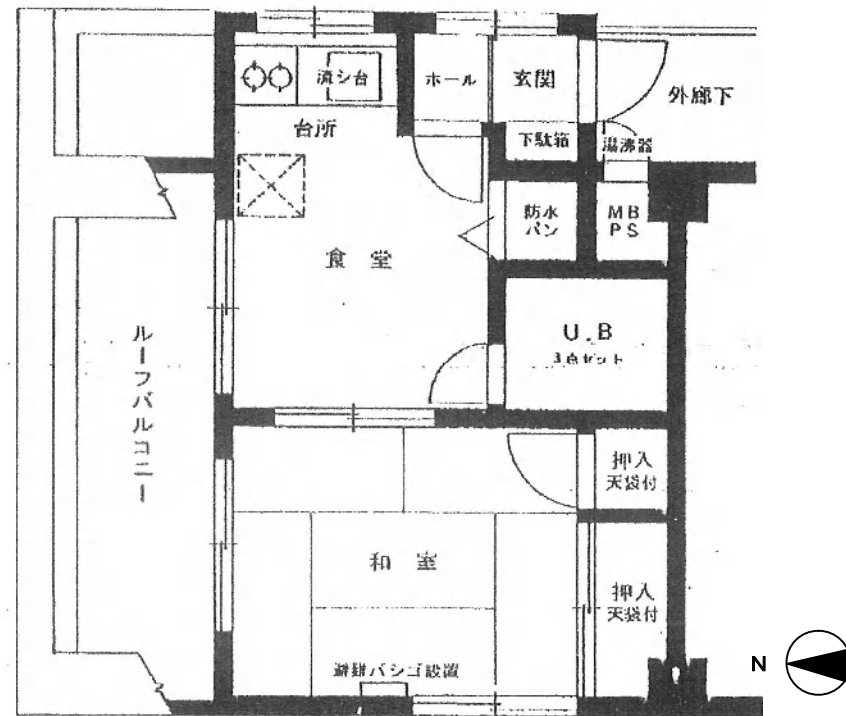 流シ台
ホール
玄関
外廊下
台所
下駄箱
湯沸器
防水
パン
MB
PS
食堂
U.B
3点セット
ルーフバルコニー
押入
天袋付
和室
押入
天袋付
避難バシゴ設置
N